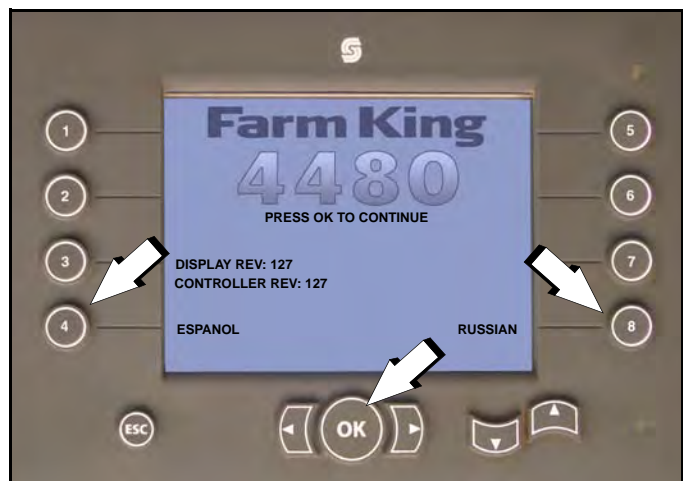 Farm King
4480
PRESS OK TO CONTINUE
DISPLAY REV: 127
CONTROLLER REV: 127
ESPANOL RUSSIAN
1
2
3
4
5
6
7
8
ESC
OK